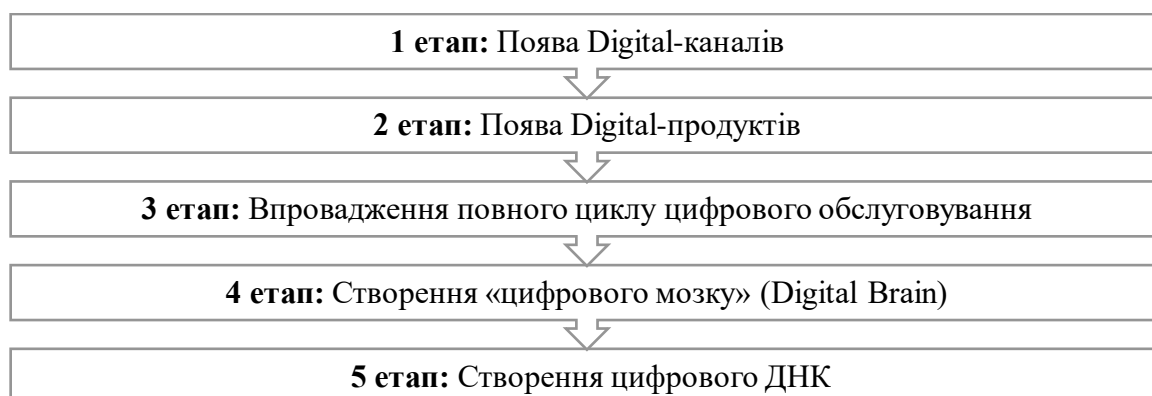 1 етап: Поява Digital-каналів
2 етап: Поява Digital-продуктів
3 етап: Впровадження повного циклу цифрового обслуговування
4 етап: Створення «цифрового мозку» (Digital Brain)
5 етап: Створення цифрового ДНК